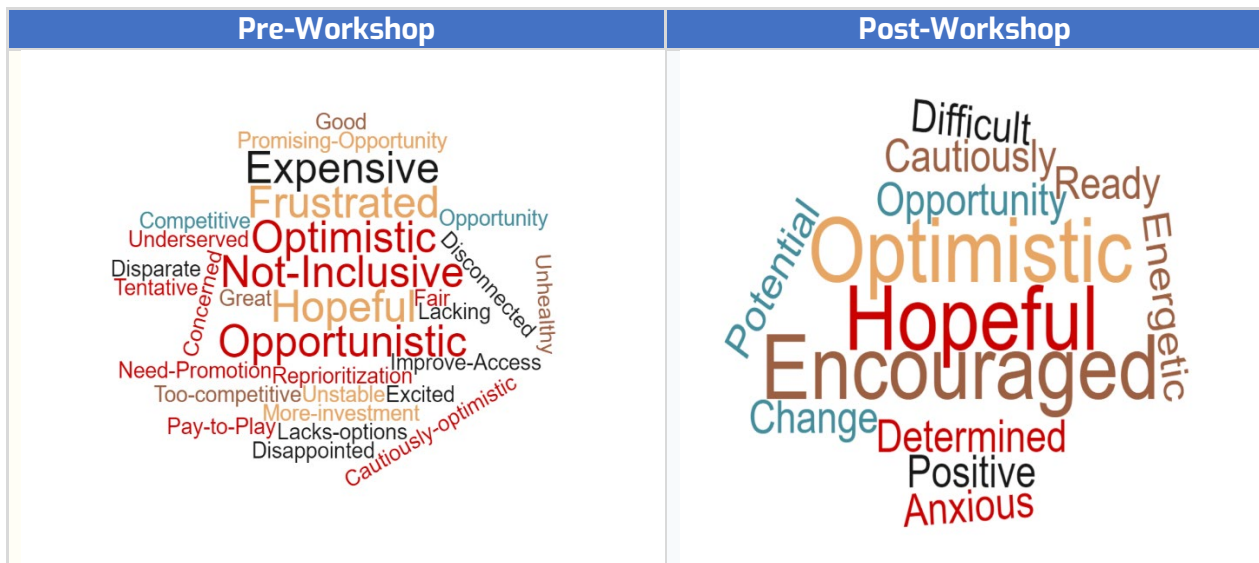 Pre-Workshop
Post-Workshop
Good
Promising-Opportunity
Expensive
Frustrated
Competitive
Opportunity
Underserved
Optimistic
Disconnected
Disparate
Not-Inclusive
Unhealthy
Tentative
Concerned
Great
Hopeful
Fair
Lacking
Opportunistic
Improve-Access
Need-Promotion
Reprioritization
Too-competitive
Unstable
Excited
More-investment
Cautiously-optimistic
Pay-to-Play
Lacks-options
Disappointed
Difficult
Cautiously
Ready
Opportunity
Potential
Optimistic
Energetic
Hopeful
Encouraged
Change
Determined
Positive
Anxious